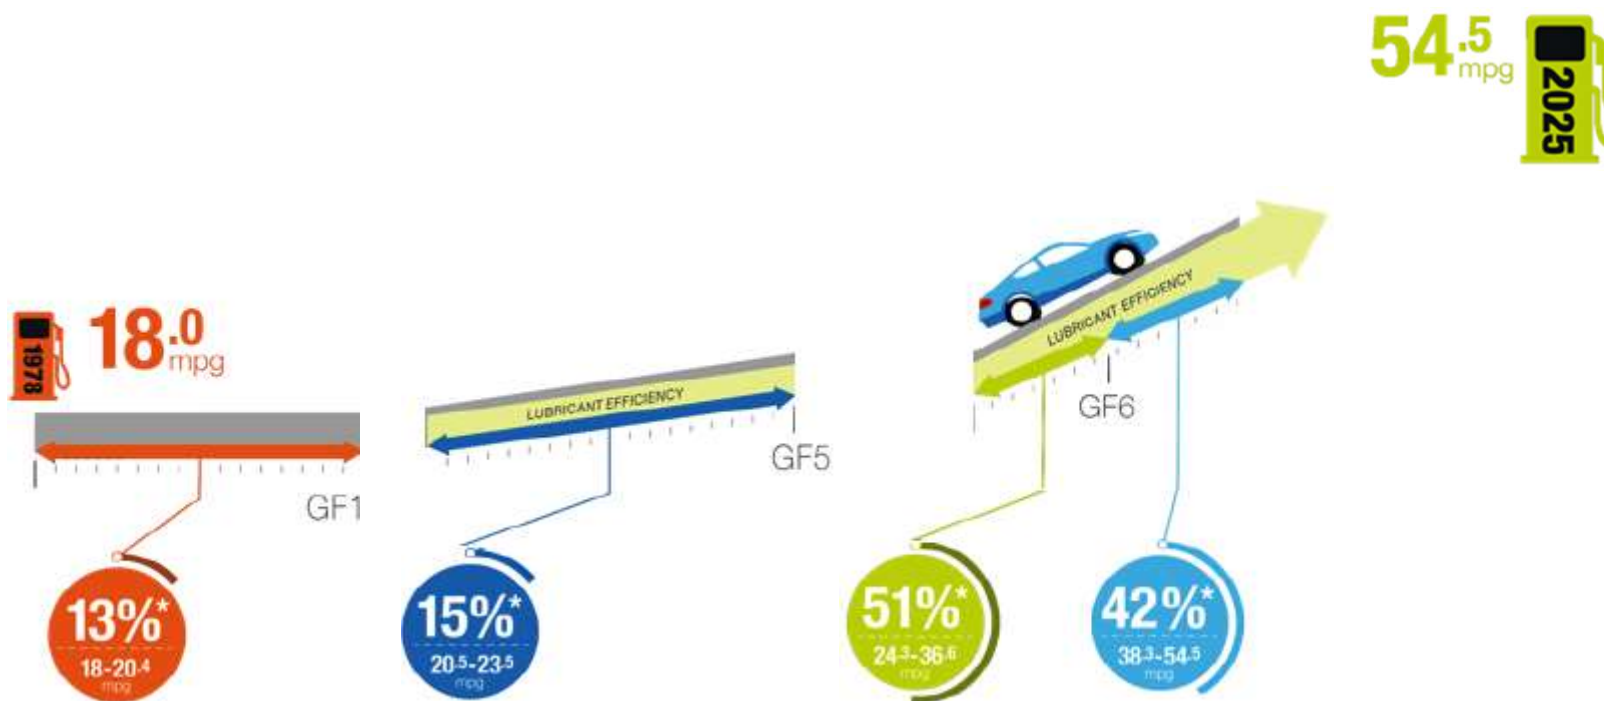 54.5
mpg
2025
1978
18.0
mpg
LUBRICANT EFFICIENCY
LUBRICANT EFFICIENCY
GF1
GF5
GF6
13%*
18-20.4
mpg
15%*
20.5-23.5
mpg
51%*
24.3-36.6
mpg
42%*
38.3-54.5
mpg